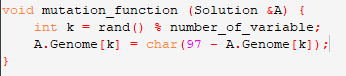 void mutation_function (Solution &A) {
    int k = rand() % number_of_variable;
    A.Genome[k] = char(97 - A.Genome[k]);
}